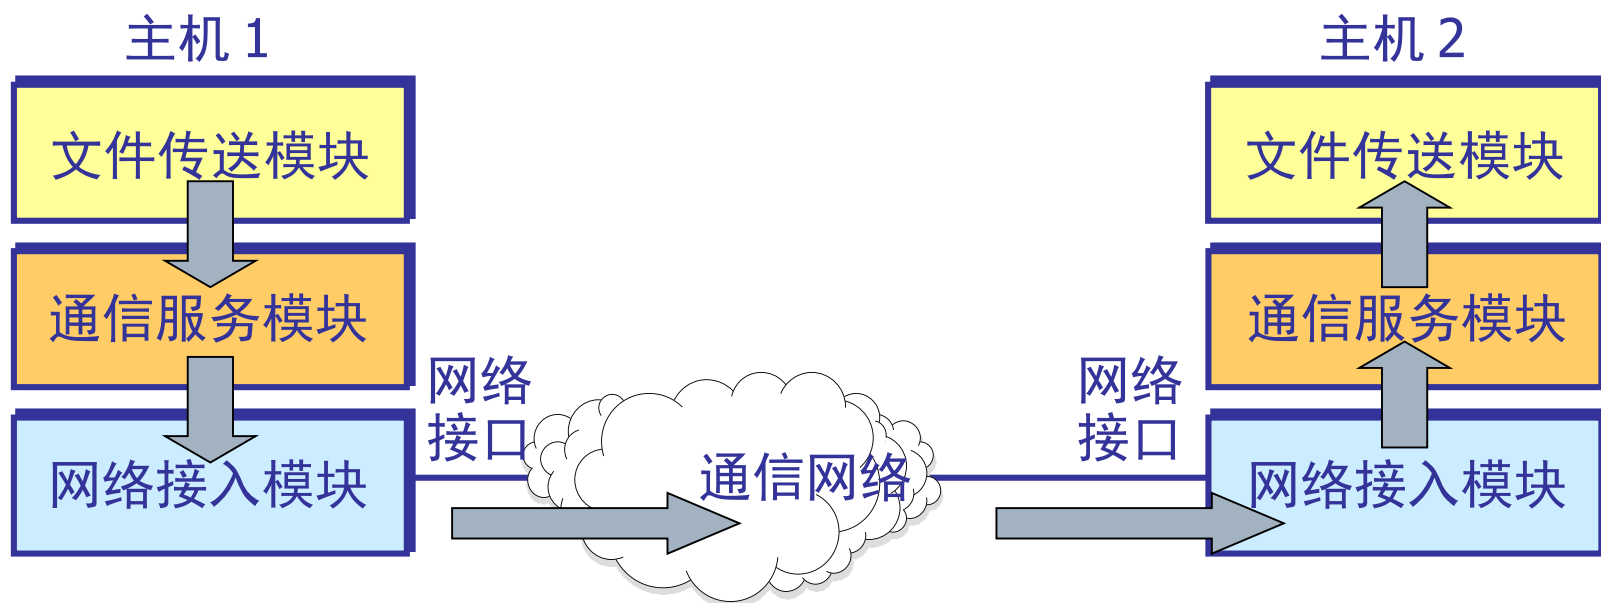 主机 1
主机 2
文件传送模块
文件传送模块
通信服务模块
通信服务模块
网络
接口
网络
接口
网络接入模块
通信网络
网络接入模块